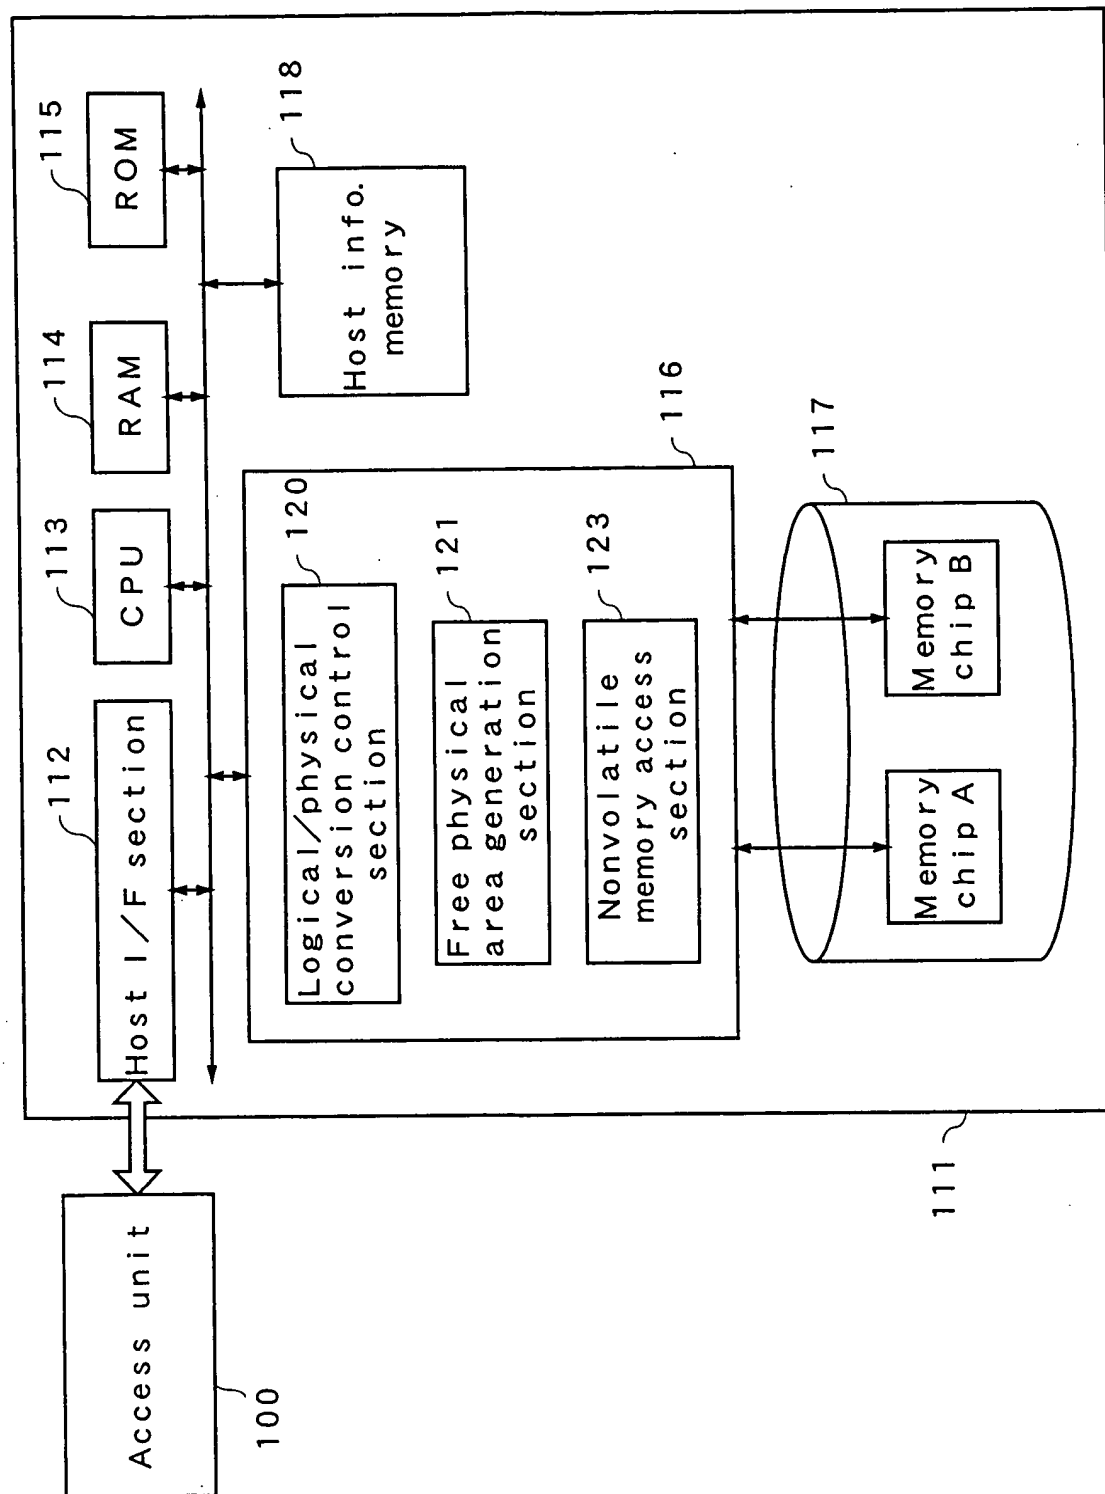 100
Access unit
111
112
Host I/F section
113
CPU
114
RAM
115
ROM
118
Host info.
memory
116
120
Logical/physical
conversion control
section
121
Free physical
area generation
section
123
Nonvolatile
memory access
section
117
Memory
chip A
Memory
chip B